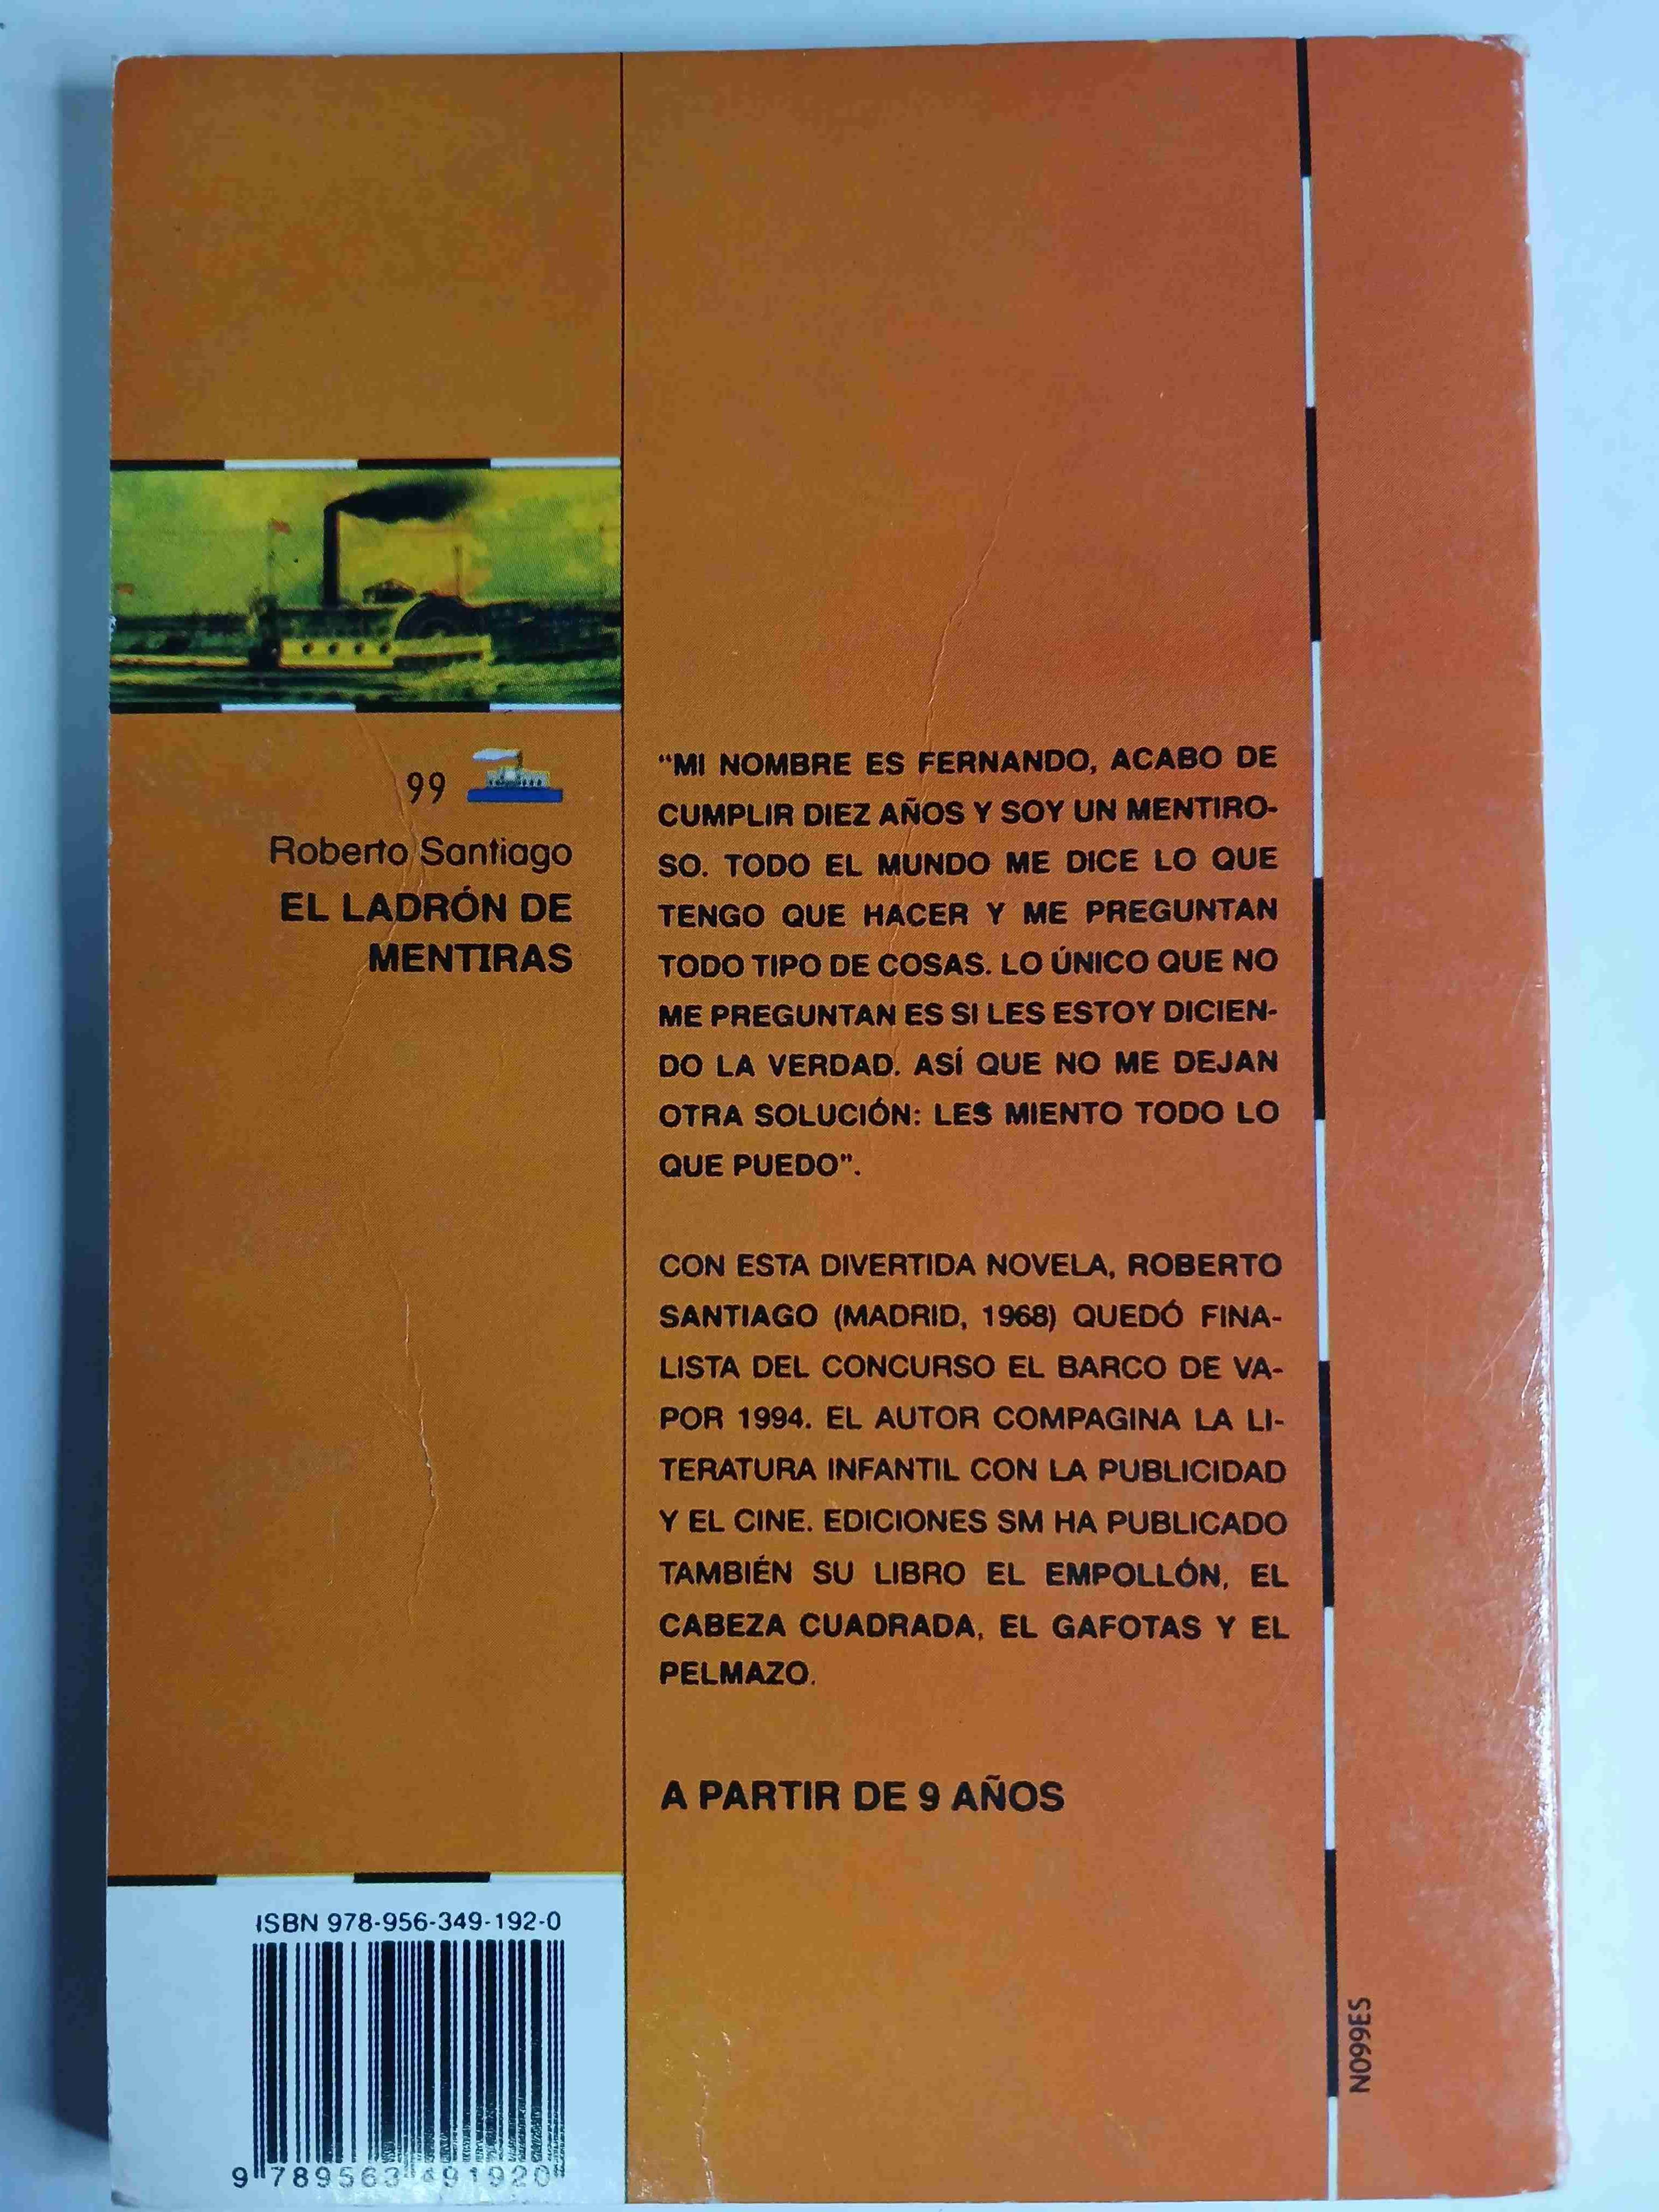 99
Roberto Santiago
EL LADRÓN DE
MENTIRAS
“MI NOMBRE ES FERNANDO, ACABO DE
CUMPLIR DIEZ AÑOS Y SOY UN MENTIRO-
SO. TODO EL MUNDO ME DICE LO QUE
TENGO QUE HACER Y ME PREGUNTAN
TODO TIPO DE COSAS. LO ÚNICO QUE NO
ME PREGUNTAN ES SI LES ESTOY DICIEN-
DO LA VERDAD. ASÍ QUE NO ME DEJAN
OTRA SOLUCIÓN: LES MIENTO TODO LO
QUE PUEDO”.
CON ESTA DIVERTIDA NOVELA, ROBERTO
SANTIAGO (MADRID, 1968) QUEDÓ FINA-
LISTA DEL CONCURSO EL BARCO DE VA-
POR 1994. EL AUTOR COMPAGINA LA LI-
TERATURA INFANTIL CON LA PUBLICIDAD
Y EL CINE. EDICIONES SM HA PUBLICADO
TAMBIÉN SU LIBRO EL EMPOLLÓN, EL
CABEZA CUADRADA, EL GAFOTAS Y EL
PELMAZO.
A PARTIR DE 9 AÑOS
ISBN 978-956-349-192-0
9 789563 491920
N099ES